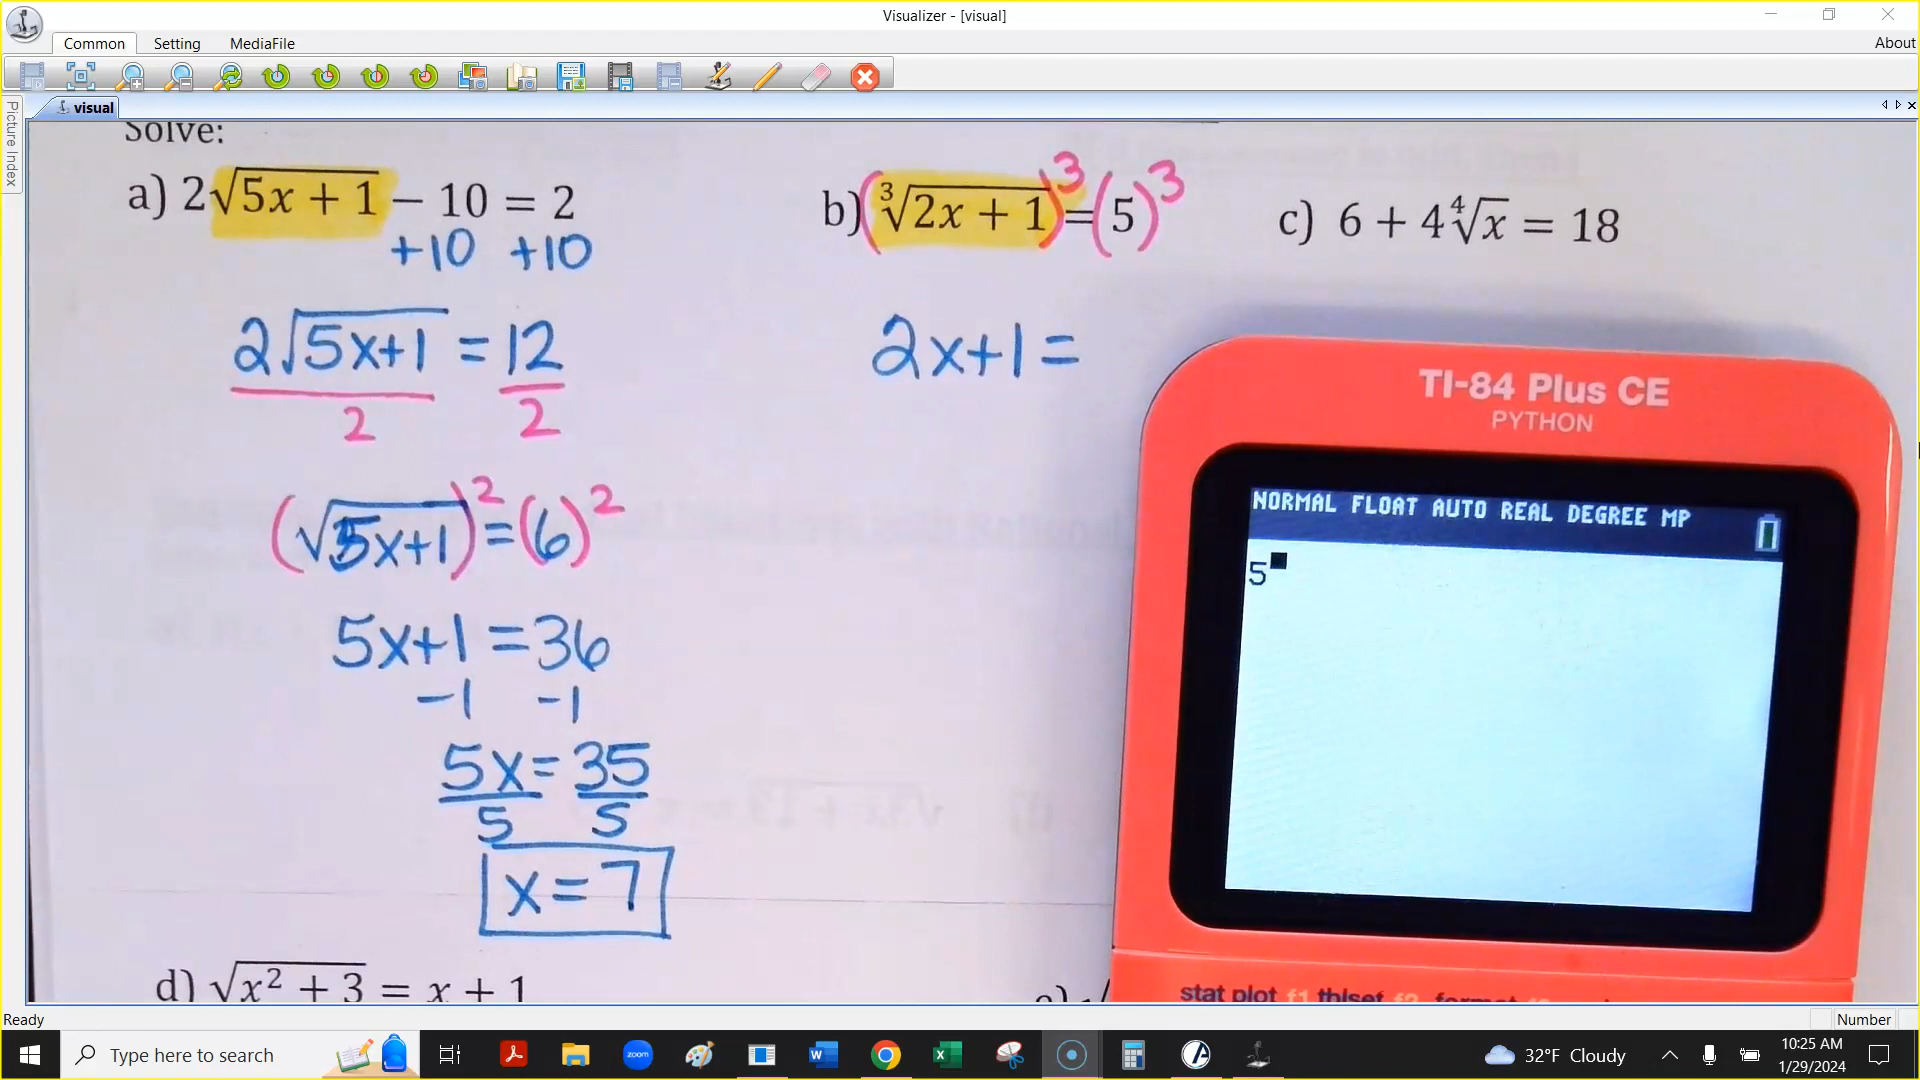 Visualizer - [visual]
Common Setting MediaFile About
Picture Index
visual
Solve:
a) 2√5x + 1 − 10 = 2
+10 +10
2√5x+1 = 12
2 2
(√5x+1)² = (6)²
5x+1 = 36
-1 -1
5x = 35
5 5
x = 7
b) (∛2x + 1)³ = (5)³
2x+1 =
c) 6 + 4∜x = 18
TI-84 Plus CE
PYTHON
NORMAL FLOAT AUTO REAL DEGREE MP
5
stat plot f1 tblset f2
d) √x² + 3 = x + 1
Ready Number
Type here to search
zoom
32°F Cloudy
10:25 AM
1/29/2024